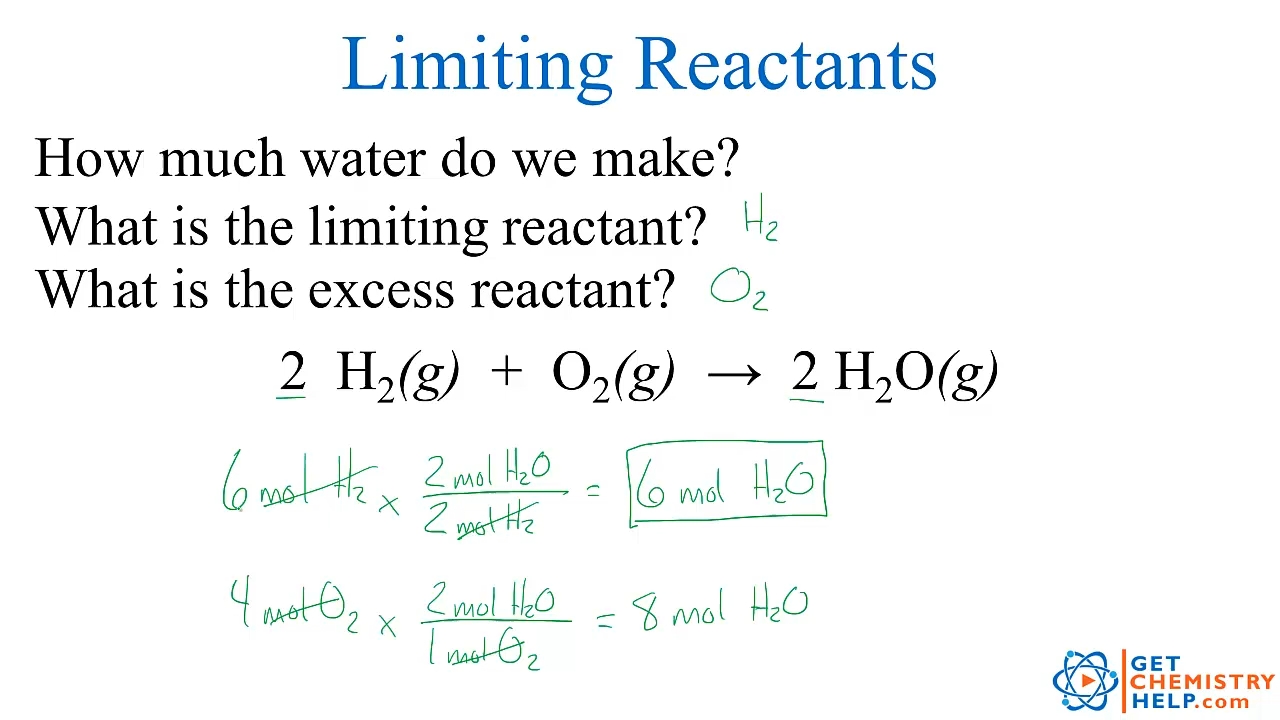 Limiting Reactants
How much water do we make?
What is the limiting reactant? H₂
What is the excess reactant? O₂
2 H₂(g) + O₂(g) → 2 H₂O(g)
6 mol H₂ x 2 mol H₂O / 2 mol H₂ = 6 mol H₂O
4 mol O₂ x 2 mol H₂O / 1 mol O₂ = 8 mol H₂O
GET
CHEMISTRY
HELP.com